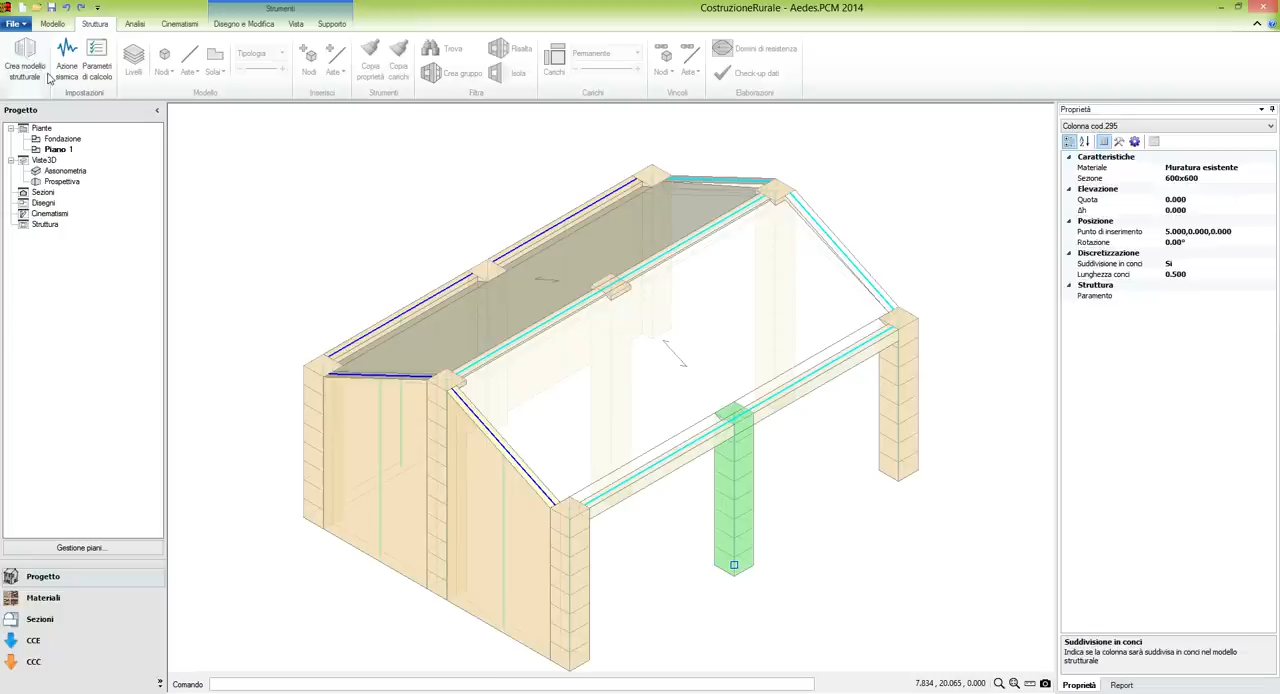 CostruzioneRurale - Aedes.PCM 2014
Strumenti
File
Modello
Struttura
Analisi
Cinematismi
Disegno e Modifica
Vista
Supporto
Crea modello
strutturale
Azione
sismica
Parametri
di calcolo
Impostazioni
Livelli
Nodi
Aste
Solai
Tipologia
Modello
Nodi
Aste
Inserisci
Copia
proprietà
Copia
carichi
Strumenti
Trova
Crea gruppo
Risalta
Isola
Filtra
Carichi
Permanente
Carichi
Nodi
Aste
Vincoli
Domini di resistenza
Check-up dati
Elaborazioni
Progetto
Piante
Fondazione
Piano 1
Viste3D
Assonometria
Prospettiva
Sezioni
Disegni
Cinematismi
Struttura
Gestione piani...
Progetto
Materiali
Sezioni
CCE
CCC
Comando
7.834 , 20.065 , 0.000
Proprietà
Colonna cod.295
Caratteristiche
Materiale Muratura esistente
Sezione 600x600
Elevazione
Quota 0.000
Δh 0.000
Posizione
Punto di inserimento 5.000,0.000,0.000
Rotazione 0.00°
Discretizzazione
Suddivisione in conci Sì
Lunghezza conci 0.500
Struttura
Paramento
Suddivisione in conci
Indica se la colonna sarà suddivisa in conci nel modello
strutturale
Proprietà
Report